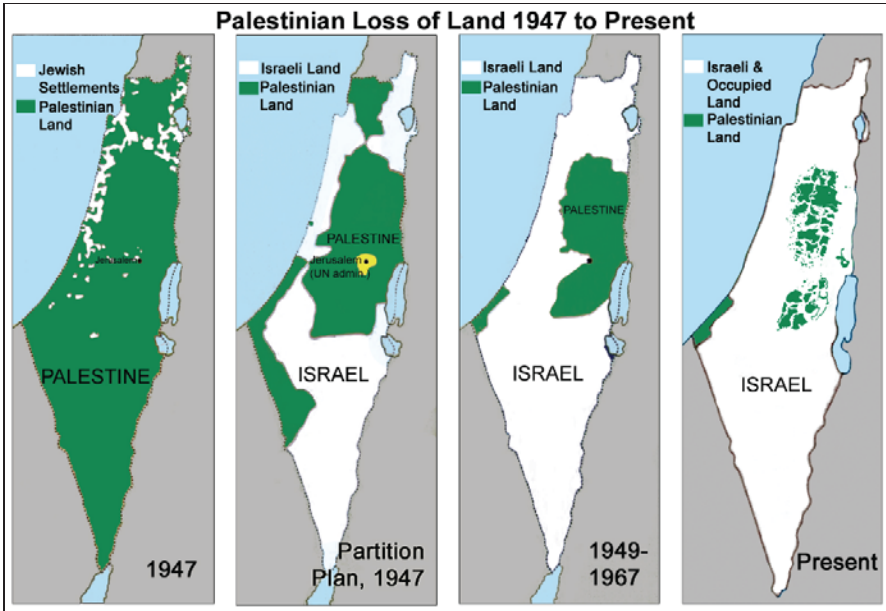 Palestinian Loss of Land 1947 to Present
Jewish
Settlements
Palestinian
Land
Jerusalem
PALESTINE
1947
Israeli Land
Palestinian Land
PALESTINE
Jerusalem
(UN admin.)
ISRAEL
Partition
Plan, 1947
Israeli Land
Palestinian Land
PALESTINE
ISRAEL
1949-
1967
Israeli &
Occupied
Land
Palestinian
Land
ISRAEL
Present